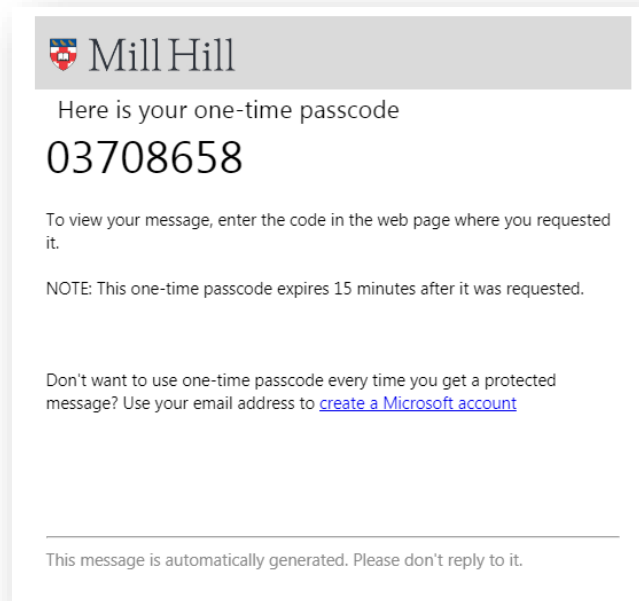 Mill Hill
Here is your one-time passcode
03708658
To view your message, enter the code in the web page where you requested
it.
NOTE: This one-time passcode expires 15 minutes after it was requested.
Don't want to use one-time passcode every time you get a protected
message? Use your email address to create a Microsoft account
This message is automatically generated. Please don't reply to it.